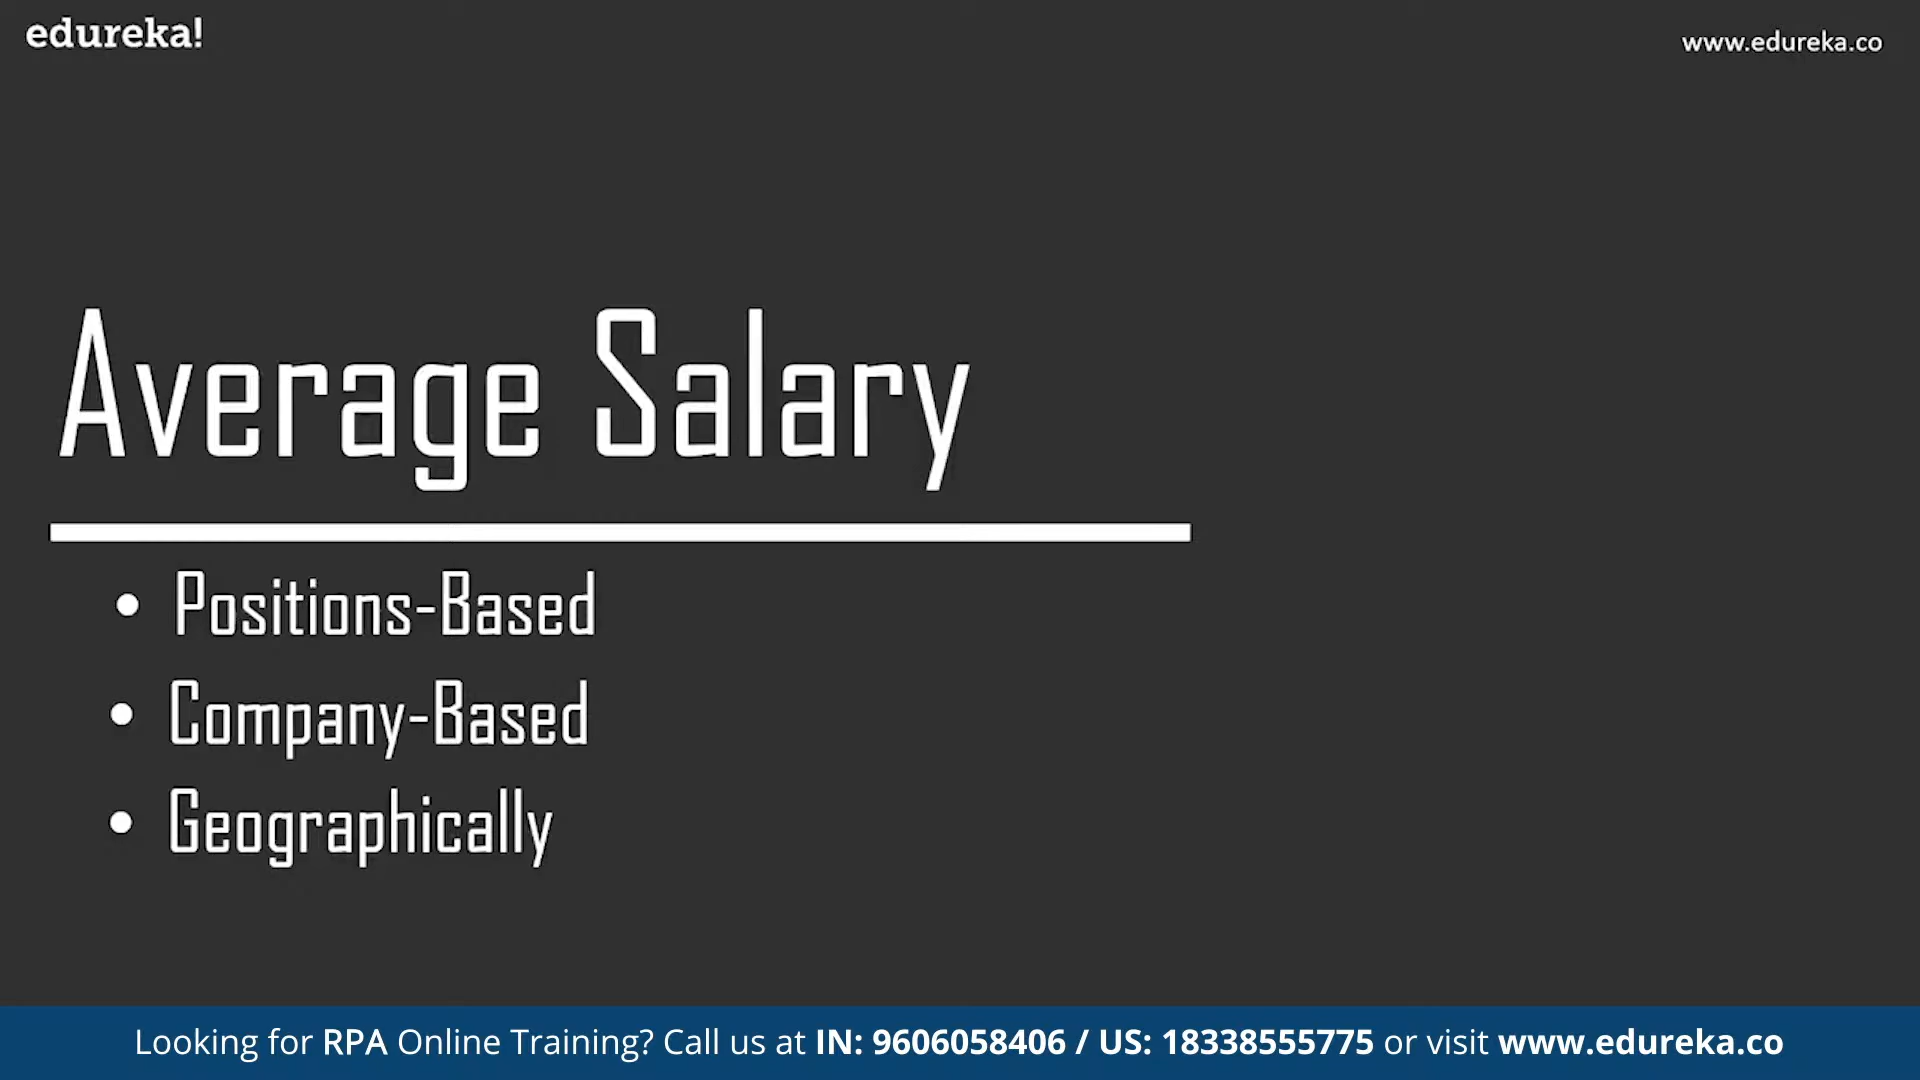 edureka!
www.edureka.co
Average Salary
• Positions-Based
• Company-Based
• Geographically
Looking for RPA Online Training? Call us at IN: 9606058406 / US: 18338555775 or visit www.edureka.co